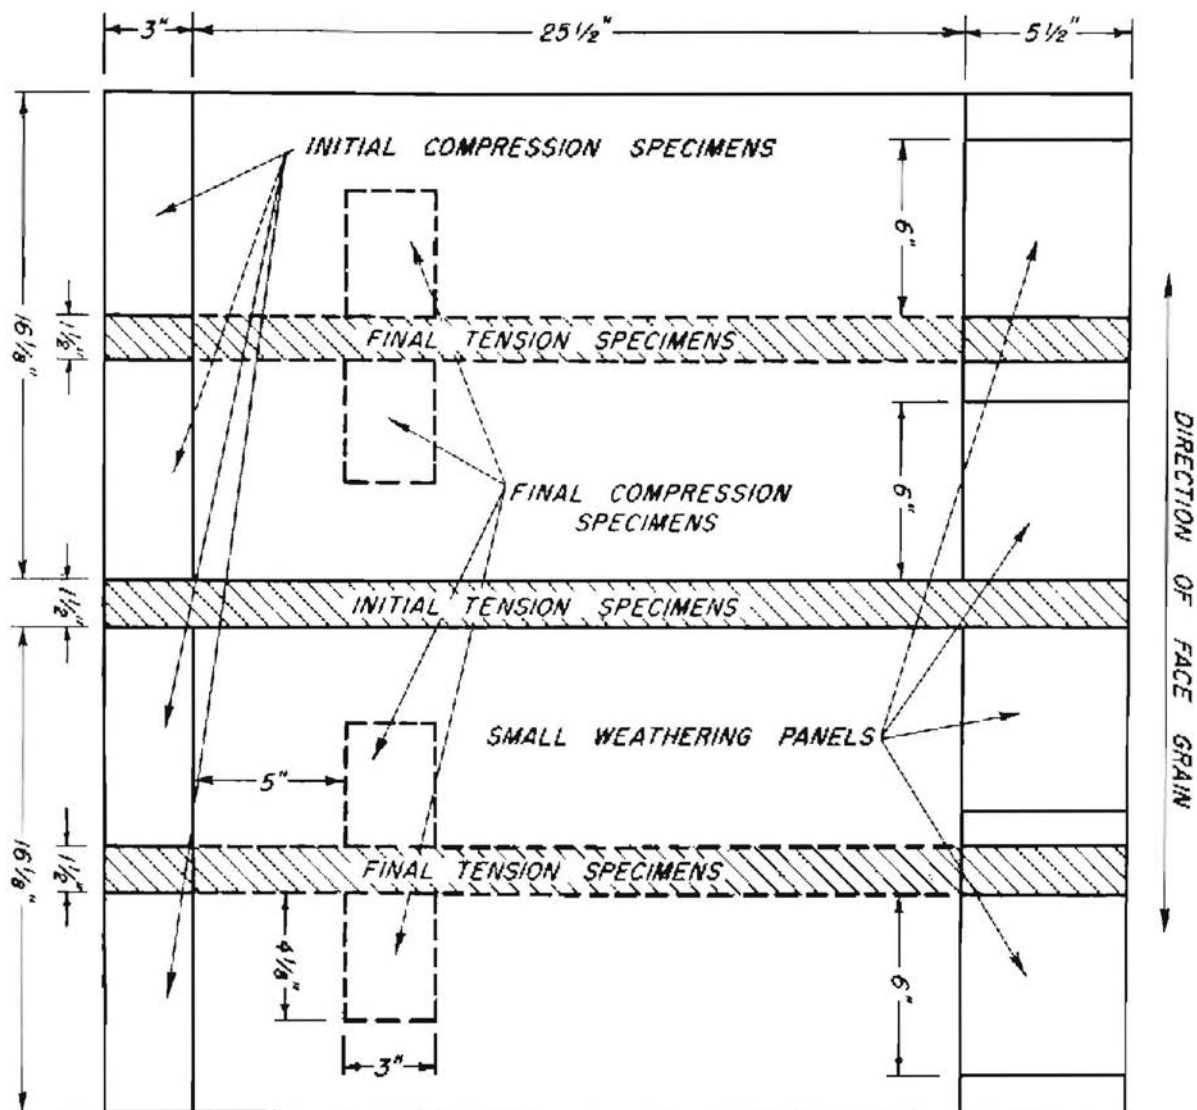 3" 25 1/2" 5 1/2"
INITIAL COMPRESSION SPECIMENS
6"
16 1/8"
1 1/2"
FINAL TENSION SPECIMENS
6"
FINAL COMPRESSION
SPECIMENS
DIRECTION OF FACE GRAIN
1 1/2"
INITIAL TENSION SPECIMENS
SMALL WEATHERING PANELS
5"
16 1/8"
1 1/2"
FINAL TENSION SPECIMENS
4 1/8"
6"
3"